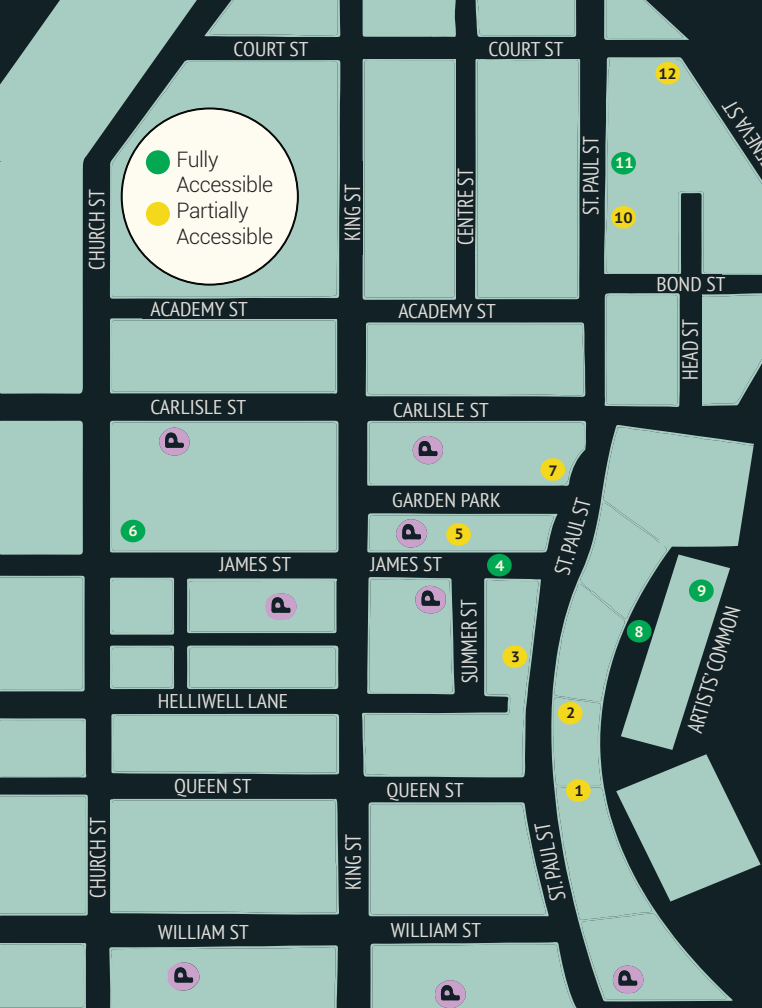 COURT ST
COURT ST
12
ENEVA ST
Fully
Accessible
Partially
Accessible
11
10
CHURCH ST
KING ST
CENTRE ST
ST. PAUL ST
BOND ST
ACADEMY ST
ACADEMY ST
HEAD ST
CARLISLE ST
CARLISLE ST
P
P
7
GARDEN PARK
6
P
5
ST. PAUL ST
JAMES ST
JAMES ST
4
9
P
P
SUMMER ST
8
3
ARTISTS' COMMON
HELLIWELL LANE
2
QUEEN ST
QUEEN ST
1
CHURCH ST
KING ST
ST. PAUL ST
WILLIAM ST
WILLIAM ST
P
P
P